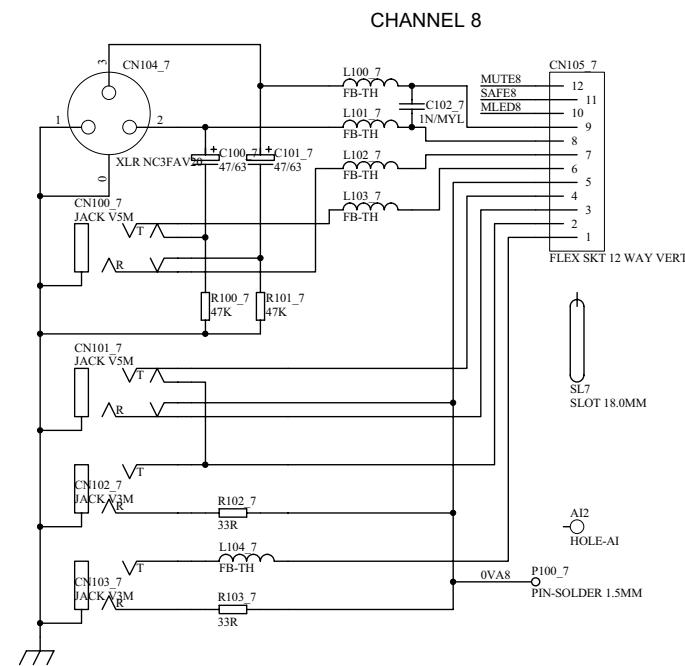 CHANNEL 8
CN104_7
3
1
2
0
XLR NC3FAV20
L100_7
FB-TH
L101_7
FB-TH
C102_7
1N/MYL
L102_7
FB-TH
L103_7
FB-TH
CN105_7
MUTE8
SAFE8
MLED8
12
11
10
9
8
7
6
5
4
3
2
1
FLEX SKT 12 WAY VERT
+
C100_7
47/63
+
C101_7
47/63
CN100_7
JACK V5M
T
R
R100_7
47K
R101_7
47K
CN101_7
JACK V5M
T
R
SL7
SLOT 18.0MM
CN102_7
JACK V3M
T
R
R102_7
33R
AI2
HOLE-AI
L104_7
FB-TH
CN103_7
JACK V3M
T
R
R103_7
33R
0VA8
P100_7
PIN-SOLDER 1.5MM